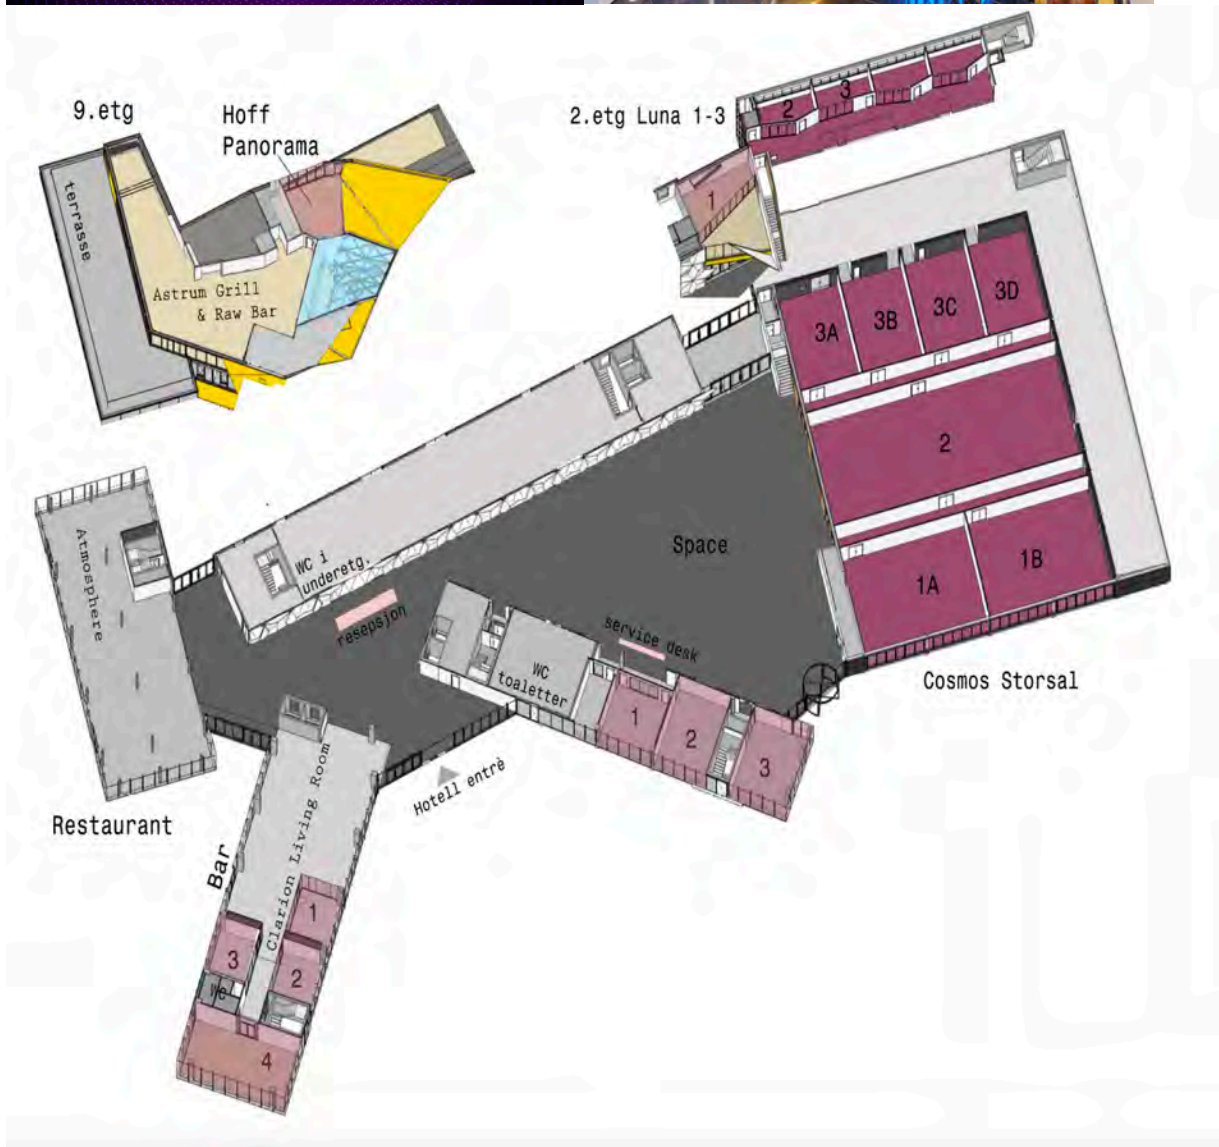 9.etg
Hoff
Panorama
terrasse
Astrum Grill
& Raw Bar
2.etg Luna 1-3
2
3
1
3A
3B
3C
3D
2
1A
1B
Cosmos Storsal
Space
WC i
underetg.
resepsjon
service desk
WC
toaletter
1
2
3
Hotell entrè
Atmosphere
Restaurant
Bar
Clarion Living Room
1
3
2
WC
4